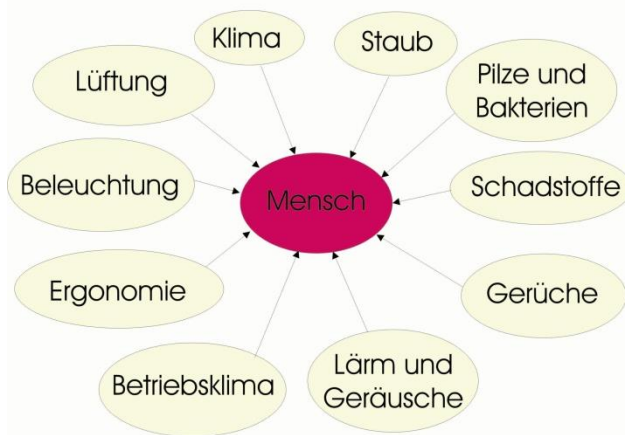 Klima
Staub
Lüftung
Pilze und
Bakterien
Beleuchtung
Mensch
Schadstoffe
Ergonomie
Gerüche
Betriebsklima
Lärm und
Geräusche